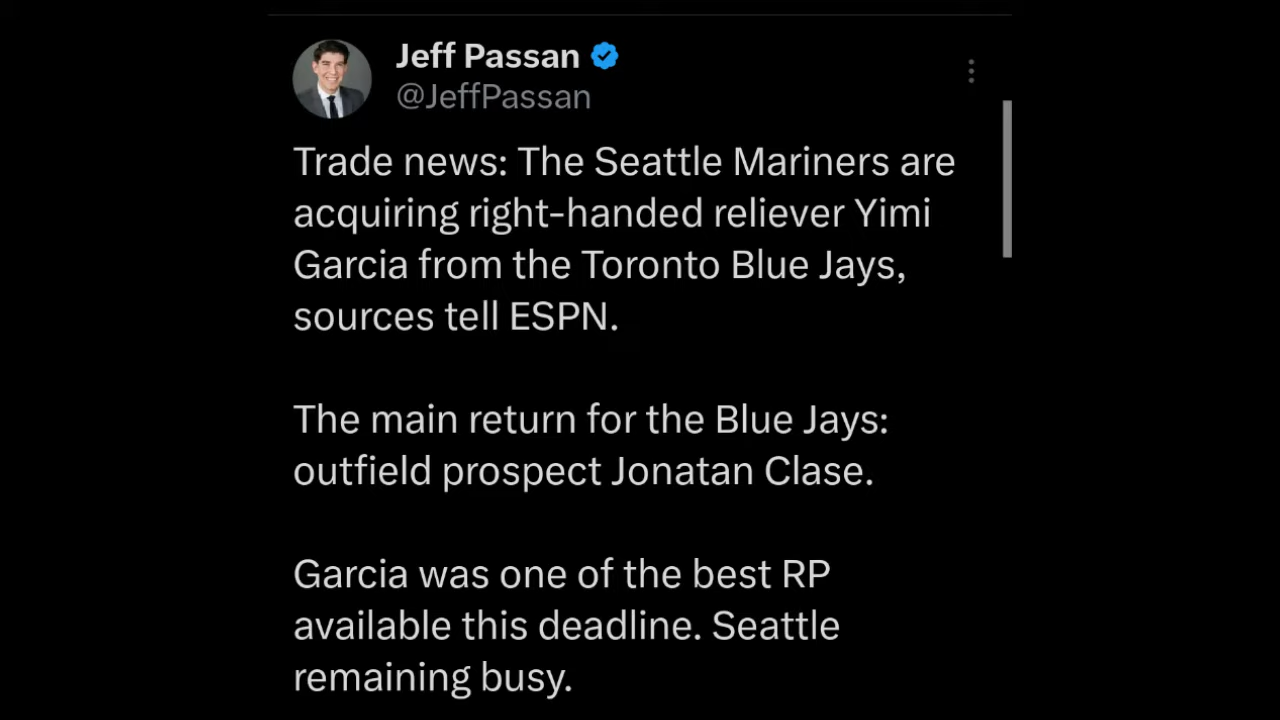 Jeff Passan
@JeffPassan
Trade news: The Seattle Mariners are
acquiring right-handed reliever Yimi
Garcia from the Toronto Blue Jays,
sources tell ESPN.
The main return for the Blue Jays:
outfield prospect Jonatan Clase.
Garcia was one of the best RP
available this deadline. Seattle
remaining busy.